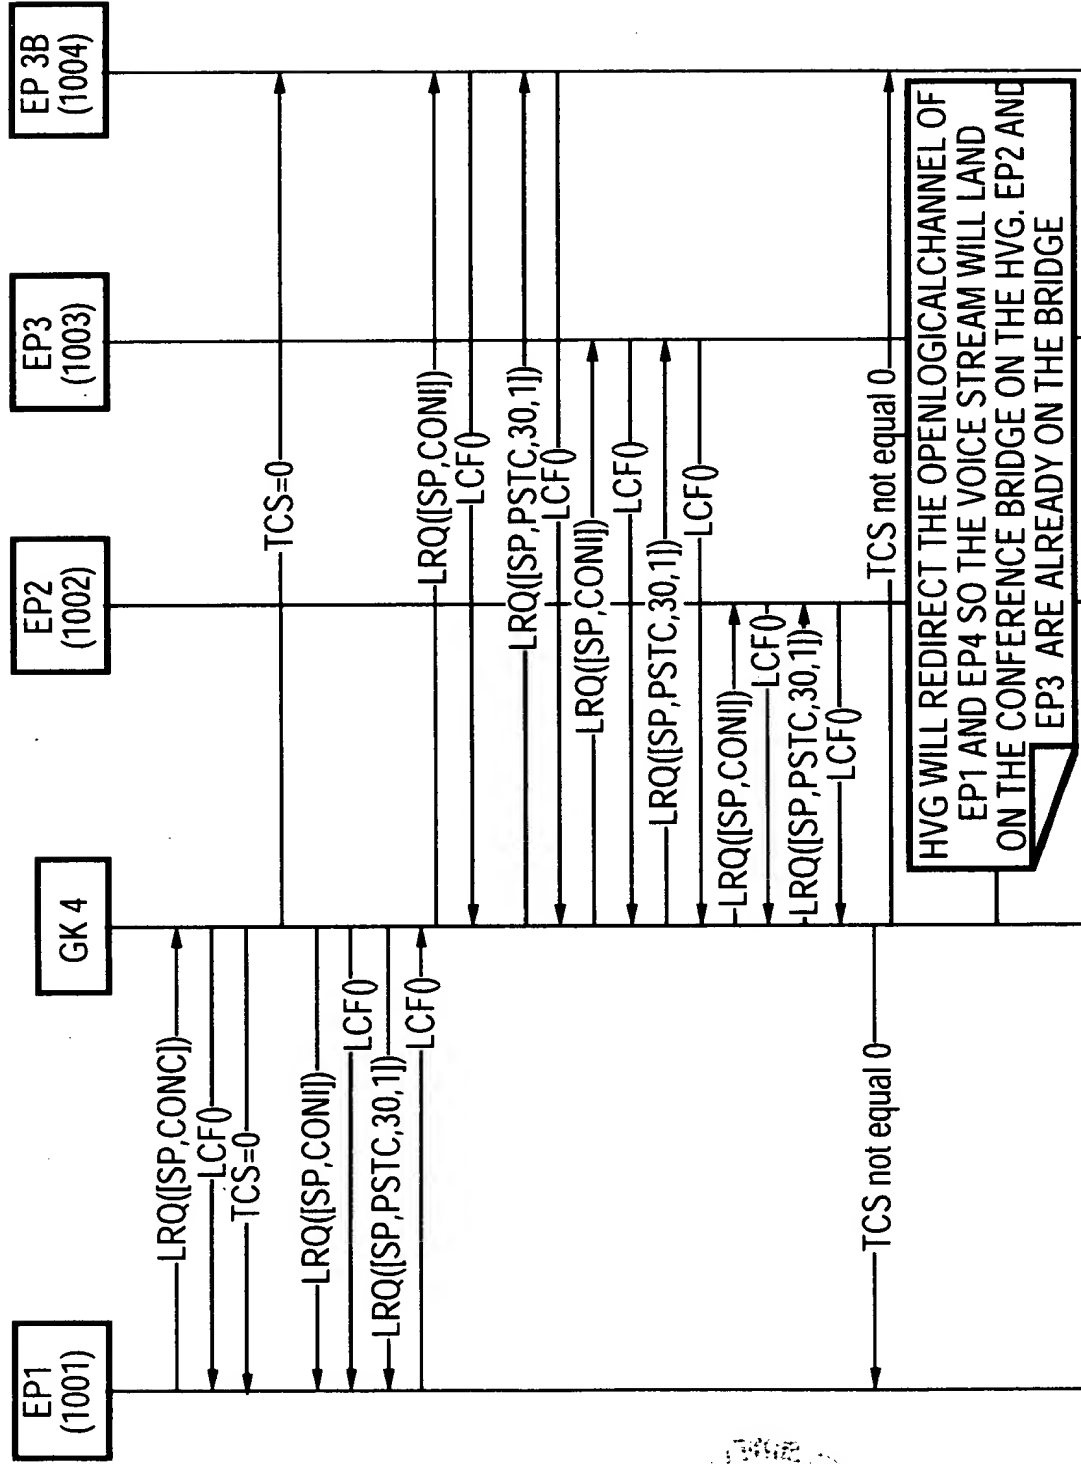 EP1
(1001)
GK 4
EP2
(1002)
EP3
(1003)
EP 3B
(1004)
LRQ([SP,CONC])
LCF()
TCS=0
TCS=0
LRQ([SP,CONI])
LCF()
LRQ([SP,PSTC,30,1])
LCF()
LRQ([SP,CONI])
LCF()
LRQ([SP,PSTC,30,1])
LCF()
LRQ([SP,CONI])
LCF()
LRQ([SP,PSTC,30,1])
LCF()
LRQ([SP,CONI])
LCF()
LRQ([SP,PSTC,30,1])
LCF()
TCS not equal 0
TCS not equal 0
HVG WILL REDIRECT THE OPENLOGICALCHANNEL OF
EP1 AND EP4 SO THE VOICE STREAM WILL LAND
ON THE CONFERENCE BRIDGE ON THE HVG. EP2 AND
EP3 ARE ALREADY ON THE BRIDGE